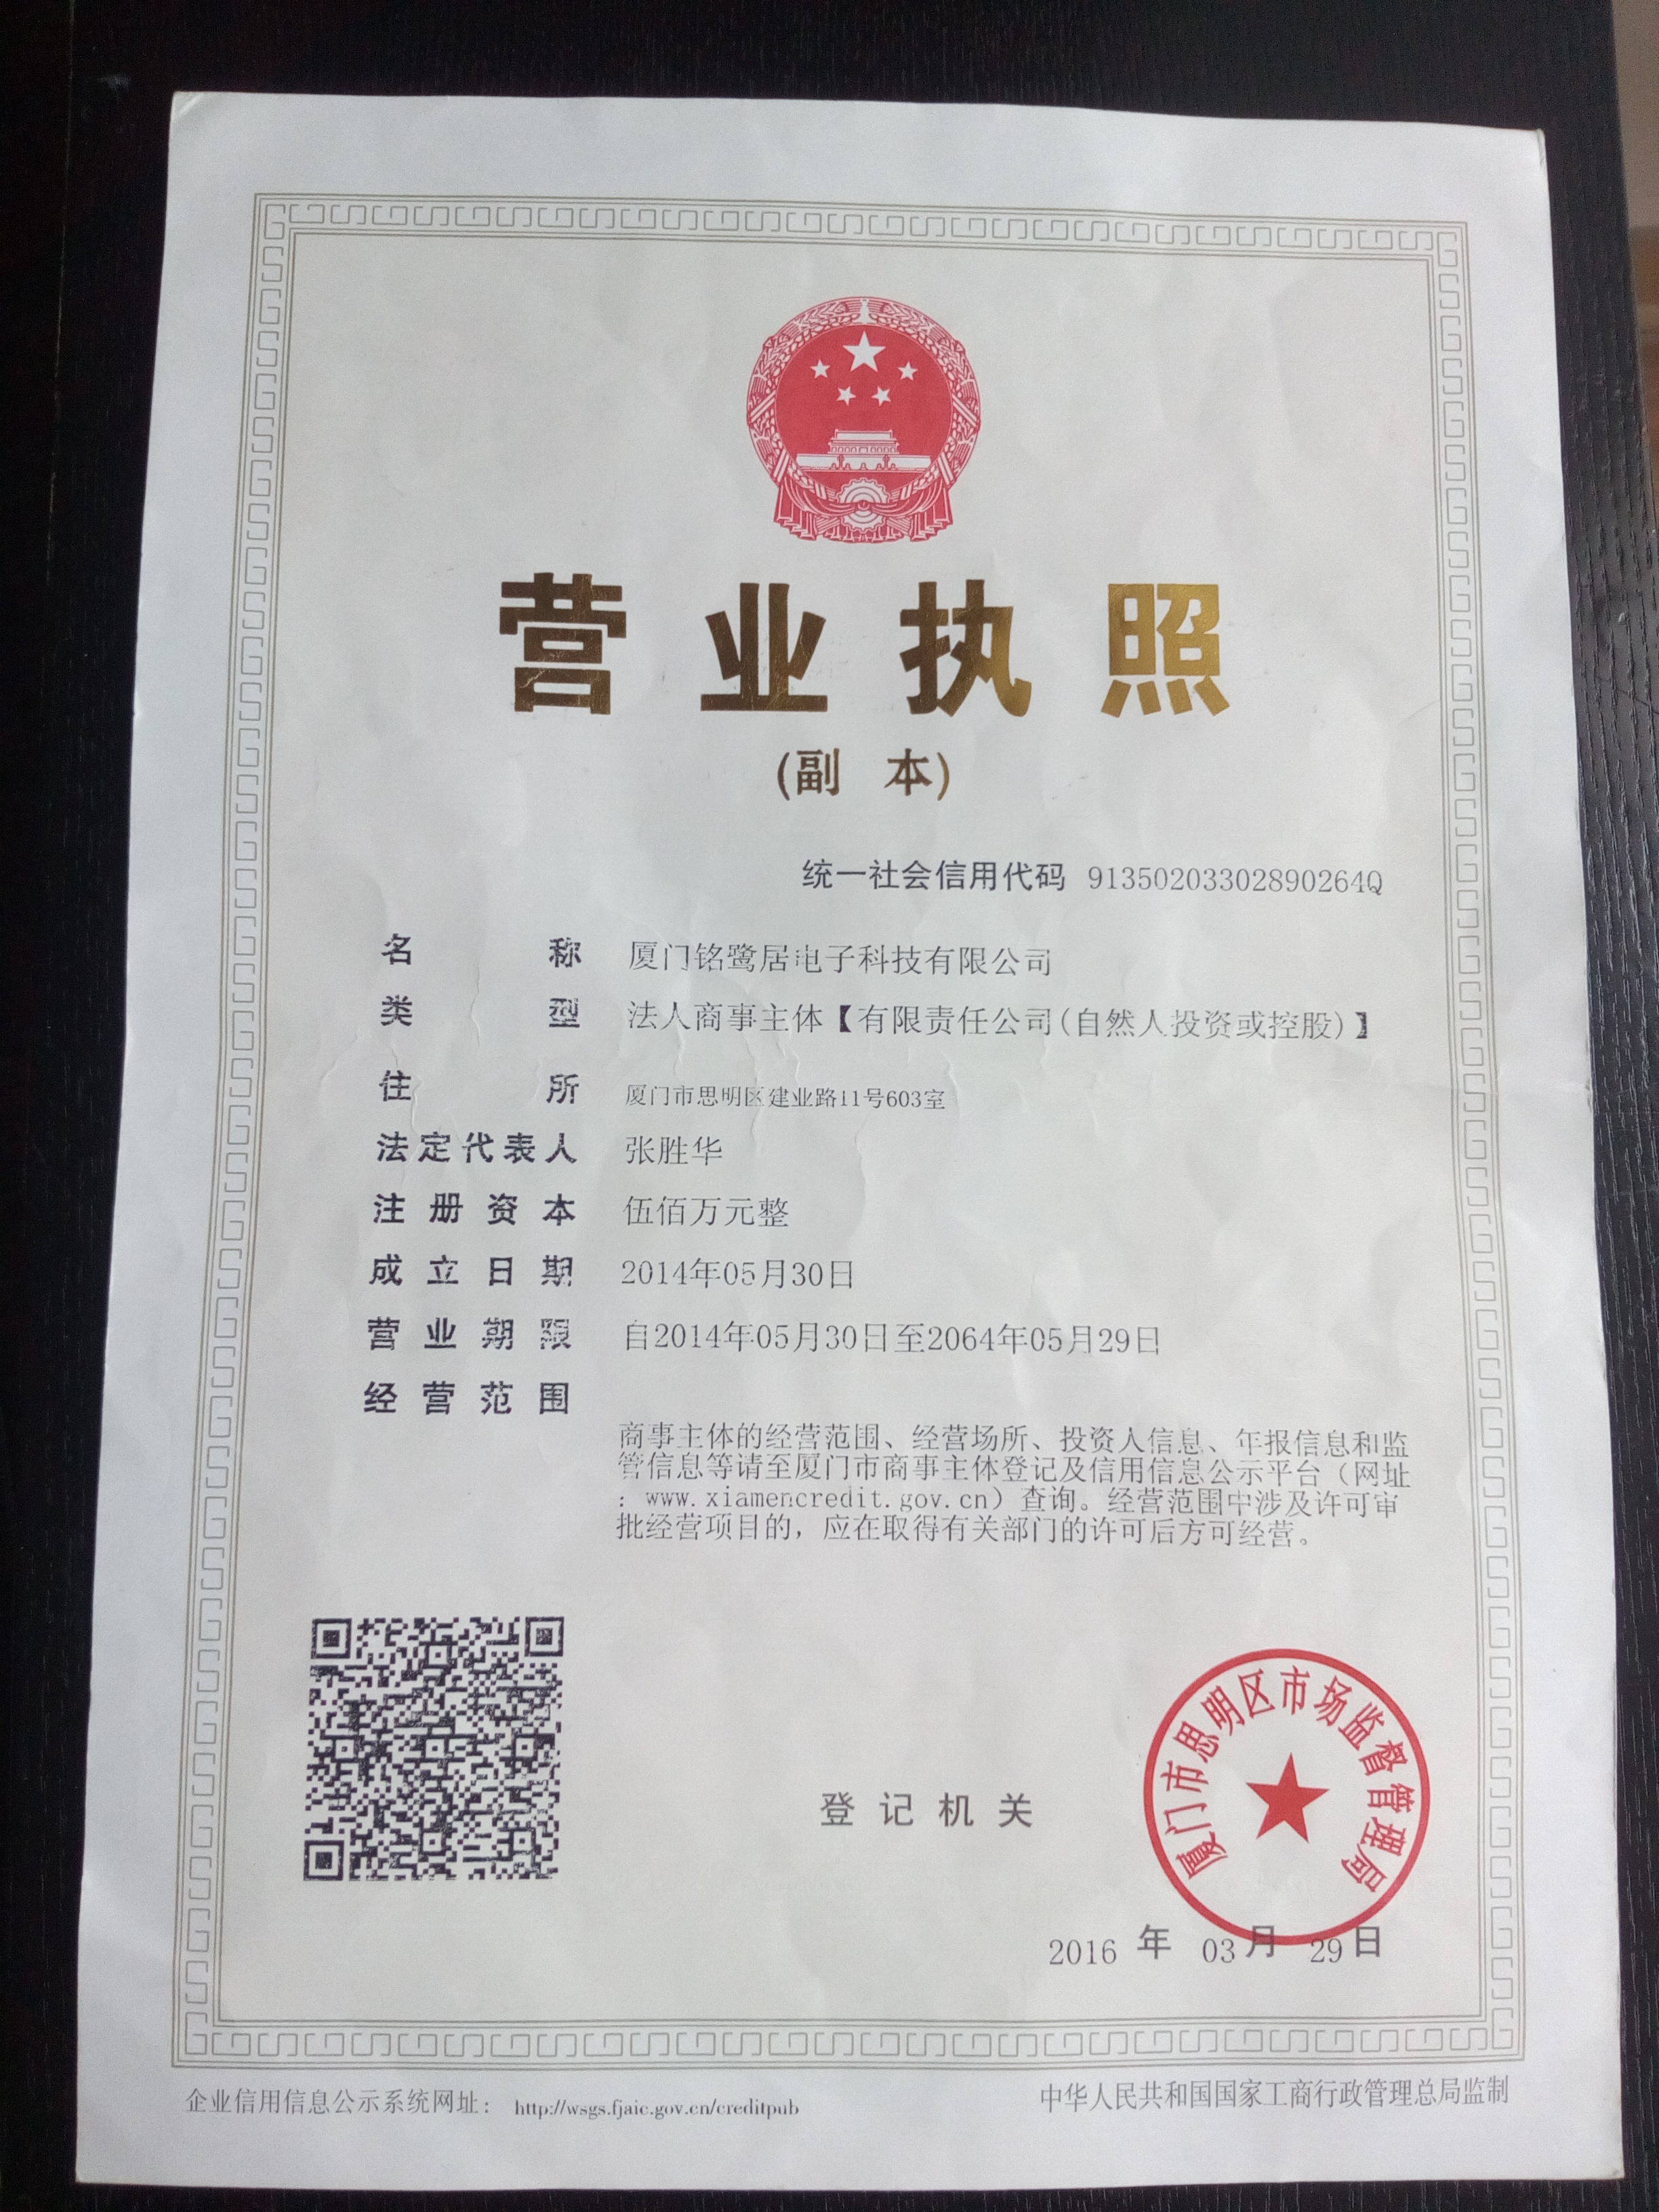 营业执照
(副 本)
统一社会信用代码 91350203302890264Q
名称 厦门铭鹭居电子科技有限公司
类型 法人商事主体【有限责任公司(自然人投资或控股)】
住所 厦门市思明区建业路11号603室
法定代表人 张胜华
注册资本 伍佰万元整
成立日期 2014年05月30日
营业期限 自2014年05月30日至2064年05月29日
经营范围
商事主体的经营范围、经营场所、投资人信息、年报信息和监
管信息等请至厦门市商事主体登记及信用信息公示平台（网址
：www.xiamencredit.gov.cn）查询。经营范围中涉及许可审
批经营项目的，应在取得有关部门的许可后方可经营。
厦门市思明区市场监督管理局
登记机关
2016 年 03 月 29 日
企业信用信息公示系统网址： http://wsgs.fjaic.gov.cn/creditpub
中华人民共和国国家工商行政管理总局监制